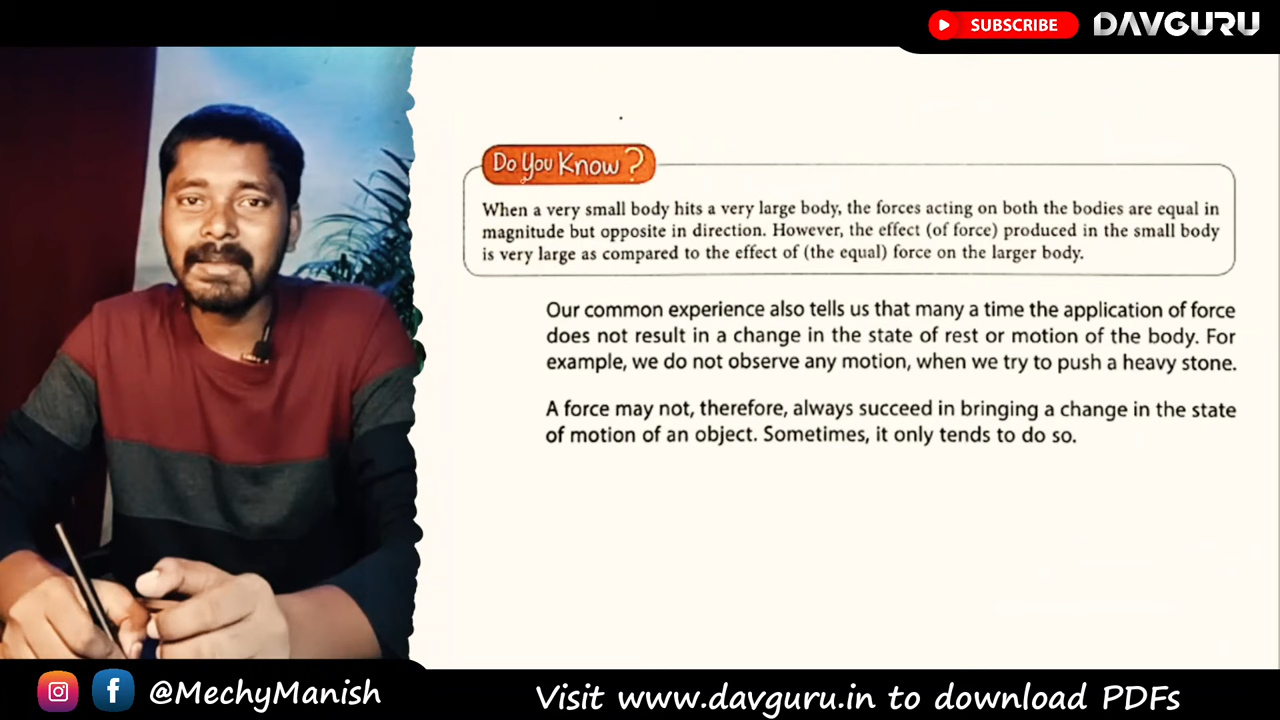 SUBSCRIBE DAVGURU
Do You Know?
When a very small body hits a very large body, the forces acting on both the bodies are equal in
magnitude but opposite in direction. However, the effect (of force) produced in the small body
is very large as compared to the effect of (the equal) force on the larger body.
Our common experience also tells us that many a time the application of force
does not result in a change in the state of rest or motion of the body. For
example, we do not observe any motion, when we try to push a heavy stone.
A force may not, therefore, always succeed in bringing a change in the state
of motion of an object. Sometimes, it only tends to do so.
@MechyManish
Visit www.davguru.in to download PDFs